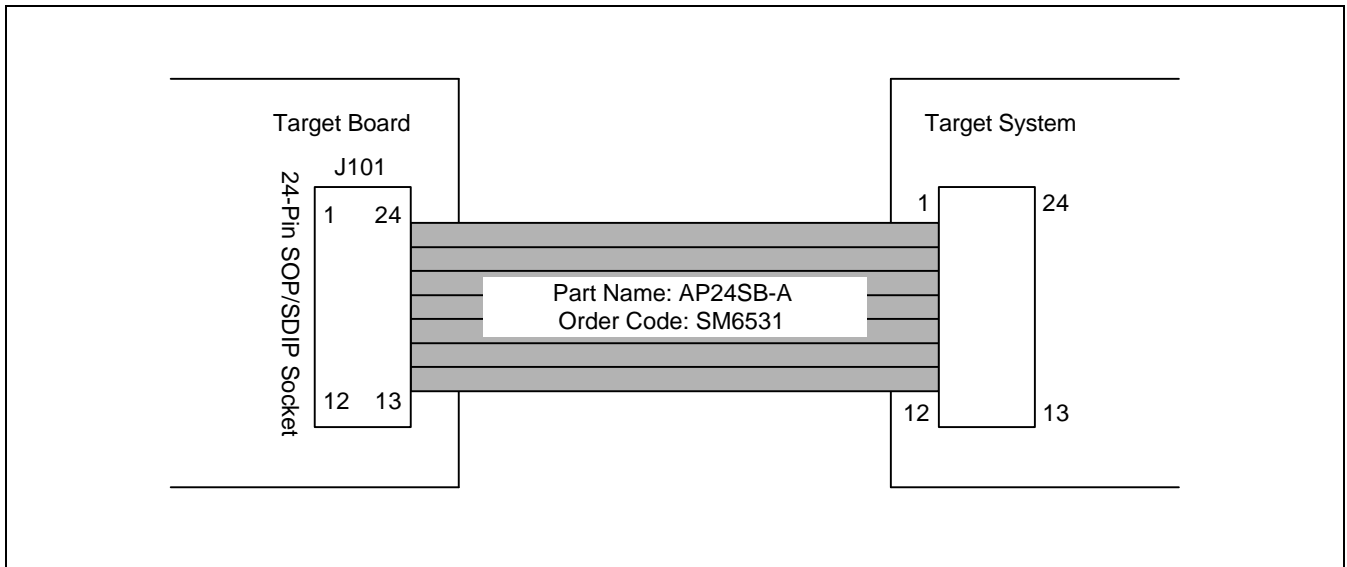 Target Board
J101
24-Pin SOP/SDIP Socket
1 24
12 13
Part Name: AP24SB-A
Order Code: SM6531
Target System
1 24
12 13